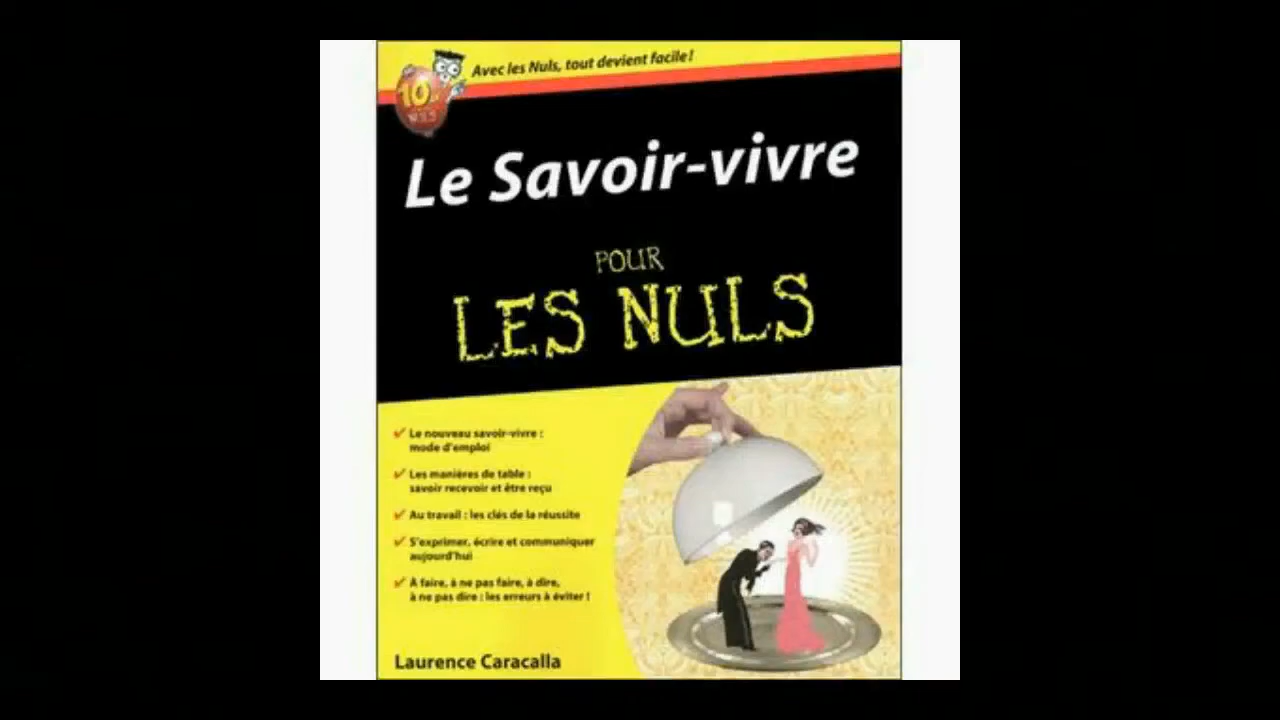 Avec les Nuls, tout devient facile !
10
ANS
Le Savoir-vivre
POUR
LES NULS
Le nouveau savoir-vivre :
mode d'emploi
Les manières de table :
savoir recevoir et être reçu
Au travail : les clés de la réussite
S'exprimer, écrire et communiquer
aujourd'hui
À faire, à ne pas faire, à dire,
à ne pas dire : les erreurs à éviter !
Laurence Caracalla